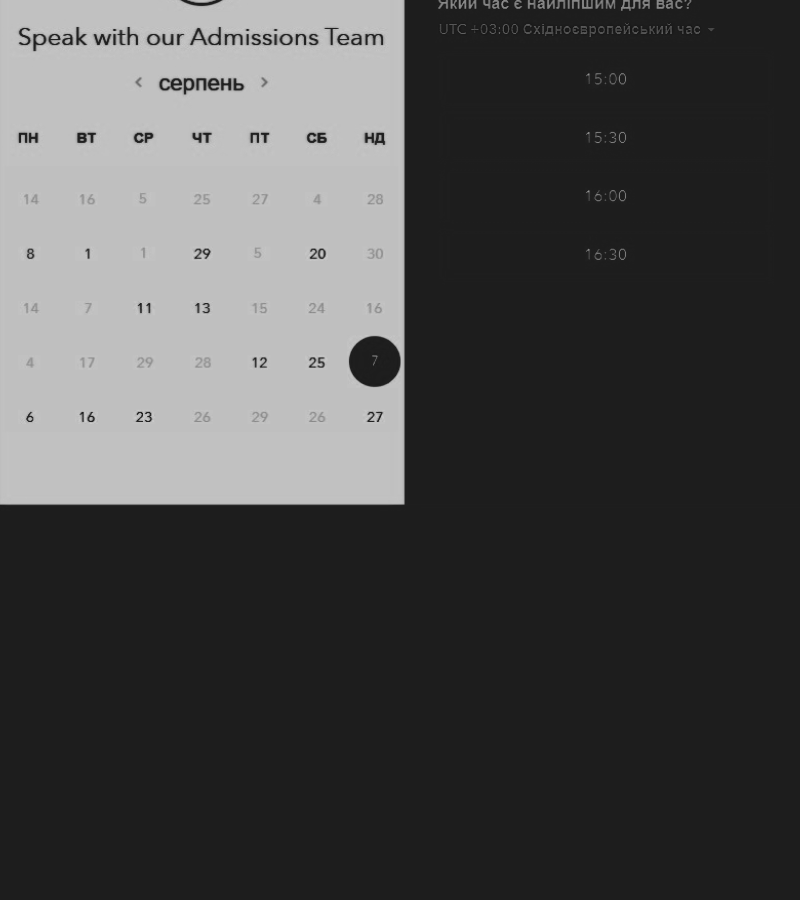 Speak with our Admissions Team
серпень
ПН ВТ СР ЧТ ПТ СБ НД
14 16 5 25 27 4 28
8 1 1 29 5 20 30
14 7 11 13 15 24 16
4 17 29 28 12 25 7
6 16 23 26 29 26 27
Який час є найліпшим для вас?
UTC +03:00 Східноєвропейський час
15:00
15:30
16:00
16:30